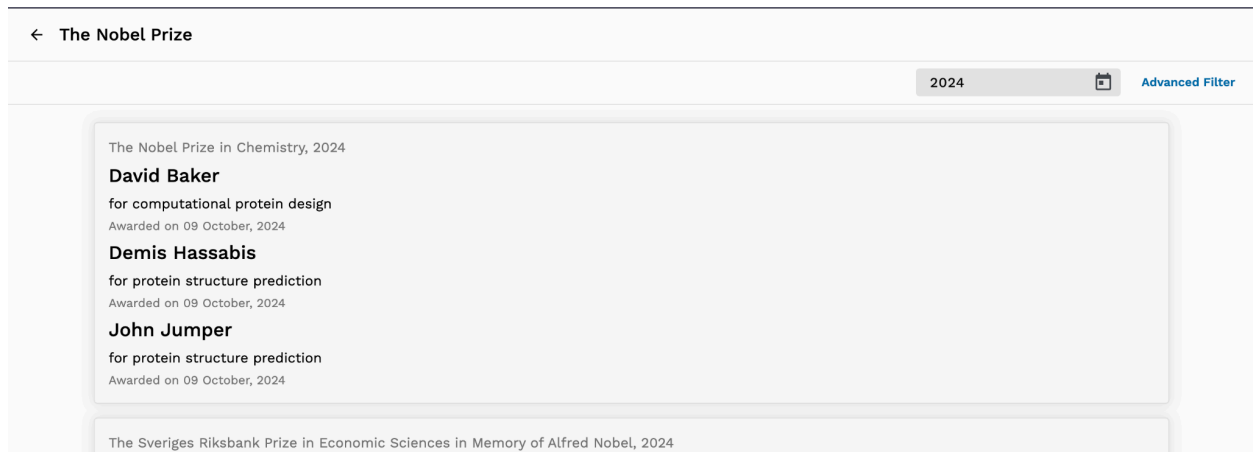 The Nobel Prize
2024
Advanced Filter
The Nobel Prize in Chemistry, 2024
David Baker
for computational protein design
Awarded on 09 October, 2024
Demis Hassabis
for protein structure prediction
Awarded on 09 October, 2024
John Jumper
for protein structure prediction
Awarded on 09 October, 2024
The Sveriges Riksbank Prize in Economic Sciences in Memory of Alfred Nobel, 2024